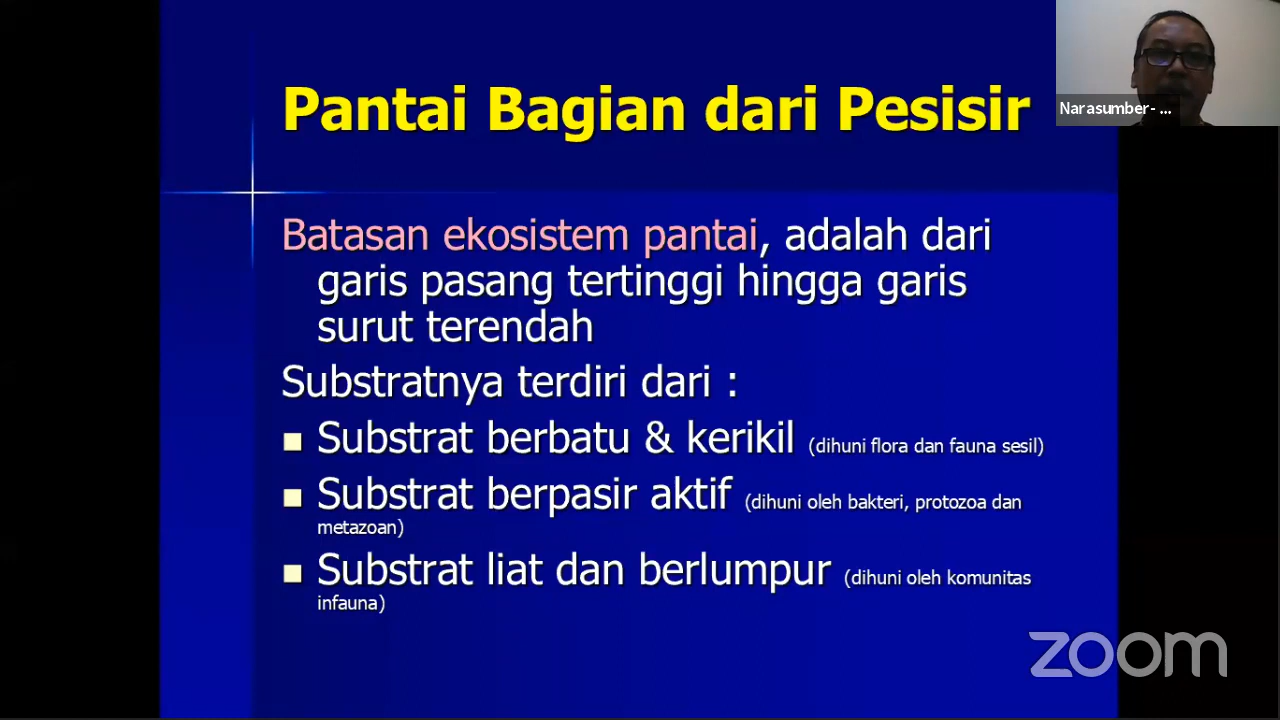 Pantai Bagian dari Pesisir
Narasumber- ...
Batasan ekosistem pantai, adalah dari
garis pasang tertinggi hingga garis
surut terendah
Substratnya terdiri dari :
Substrat berbatu & kerikil (dihuni flora dan fauna sesil)
Substrat berpasir aktif (dihuni oleh bakteri, protozoa dan
metazoan)
Substrat liat dan berlumpur (dihuni oleh komunitas
infauna)
zoom